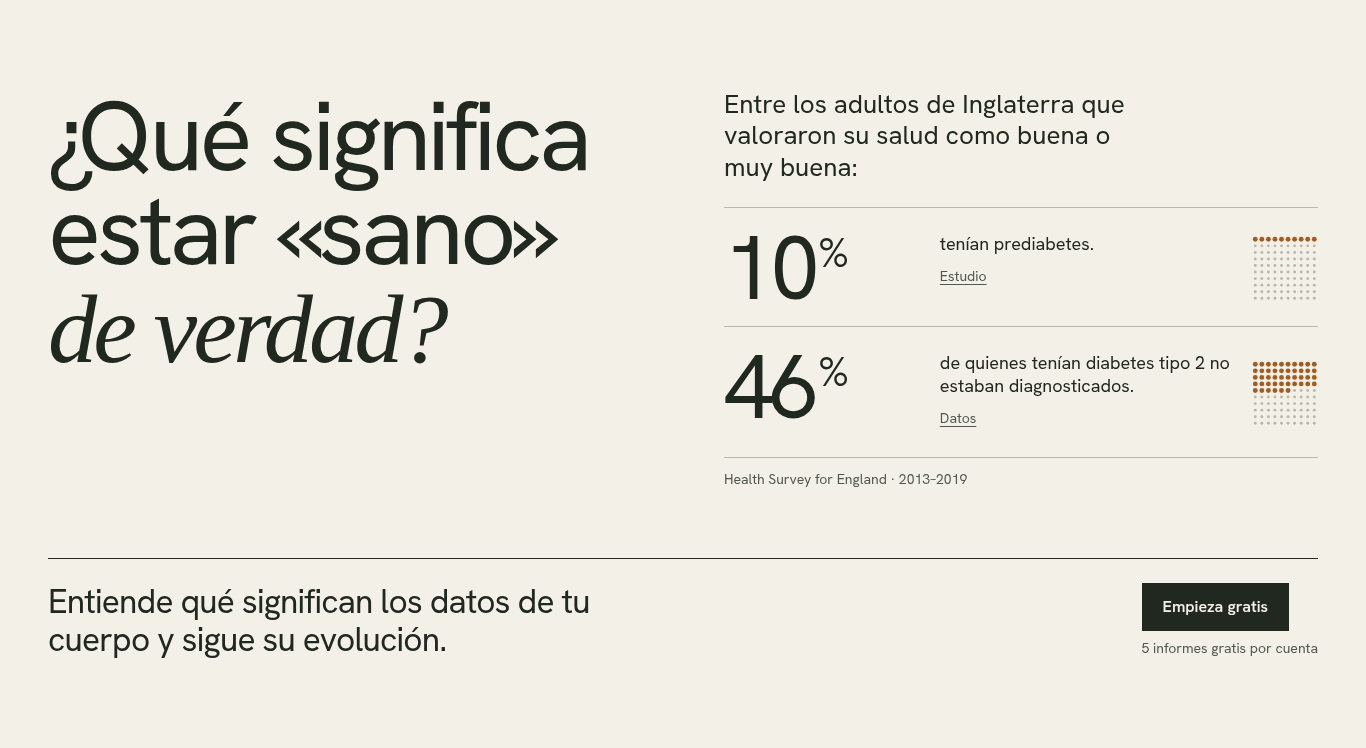 ¿Qué significa
estar «sano»
de verdad?
Entre los adultos de Inglaterra que
valoraron su salud como buena o
muy buena:
10%
tenían prediabetes.
Estudio
46%
de quienes tenían diabetes tipo 2 no
estaban diagnosticados.
Datos
Health Survey for England · 2013–2019
Entiende qué significan los datos de tu
cuerpo y sigue su evolución.
Empieza gratis
5 informes gratis por cuenta